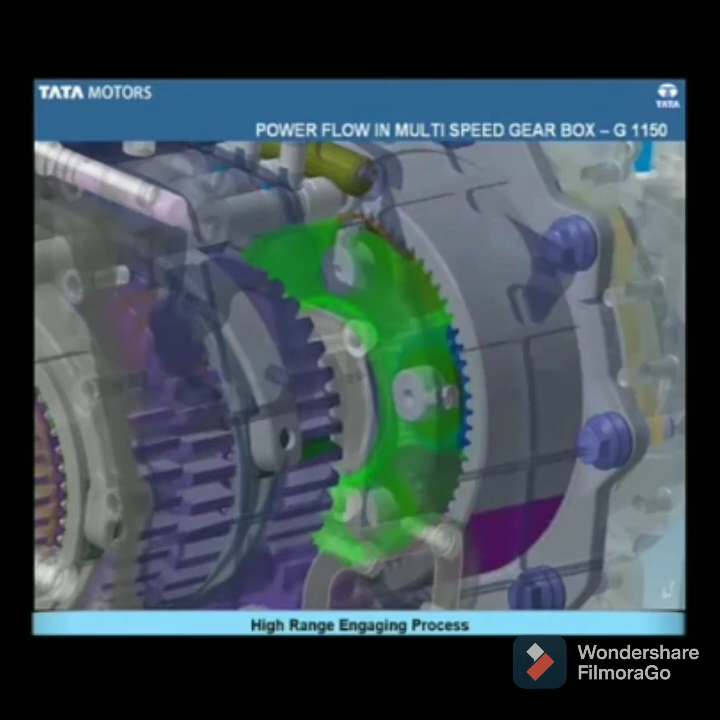 TATA MOTORS
TATA
POWER FLOW IN MULTI SPEED GEAR BOX – G 1150
High Range Engaging Process
Wondershare
FilmoraGo